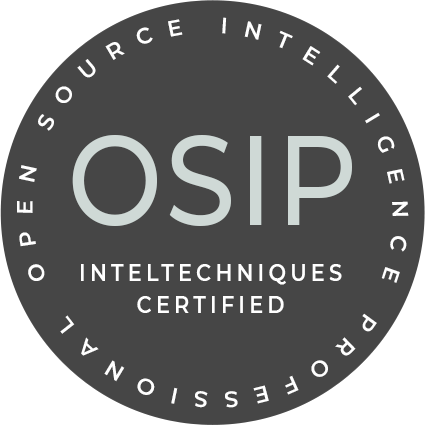 OPEN SOURCE INTELLIGENCE PROFESSIONAL
OSIP
INTELTECHNIQUES
CERTIFIED